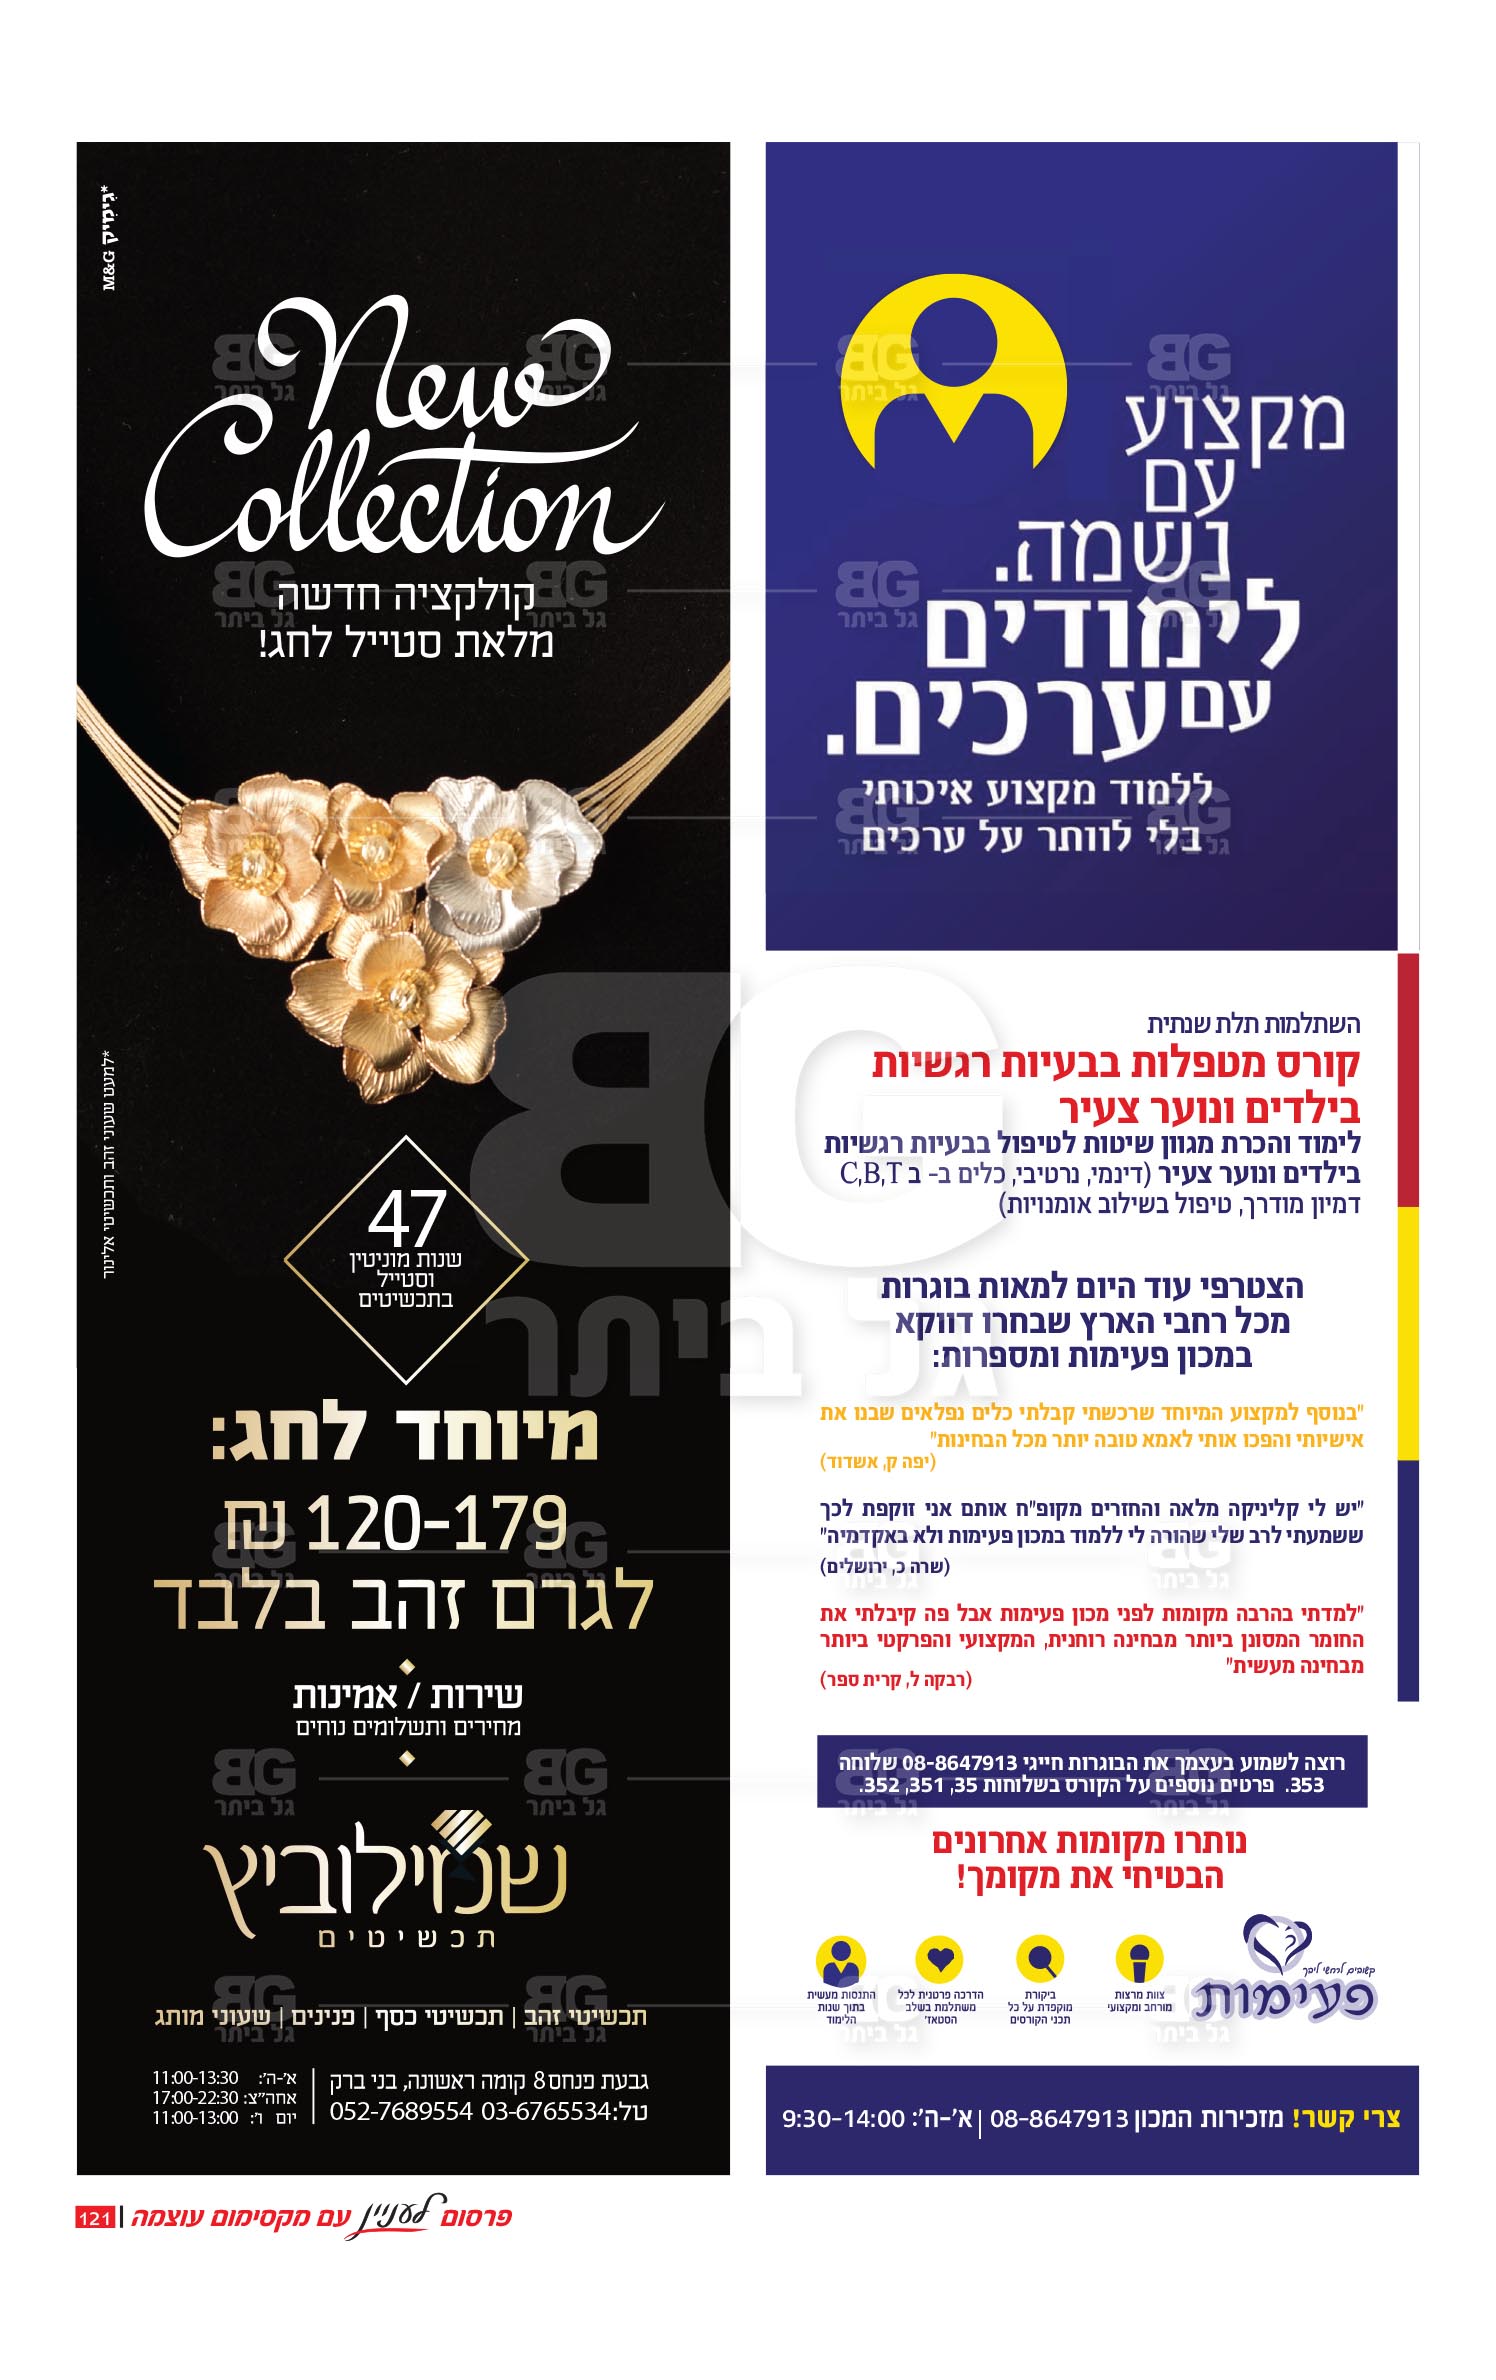 מקצוע
עם
נשמה.
לימודים
עם ערכים.
ללמוד מקצוע איכותי
בלי לוותר על ערכים
השתלמות תלת שנתית
קורס מטפלות בבעיות רגשיות
בילדים ונוער צעיר
לימוד והכרת מגוון שיטות לטיפול בבעיות רגשיות
בילדים ונוער צעיר (דינמי, נרטיבי, כלים ב- ב C,B,T
דמיון מודרך, טיפול בשילוב אומנויות)
הצטרפי עוד היום למאות בוגרות
מכל רחבי הארץ שבחרו דווקא
במכון פעימות ומספרות:
"בנוסף למקצוע המיוחד שרכשתי קבלתי כלים נפלאים שבנו את
אישיותי והפכו אותי לאמא טובה יותר מכל הבחינות"
(יפה ק, אשדוד)
"יש לי קליניקה מלאה והחזרים מקופ"ח אותם אני זוקפת לכך
ששמעתי לרב שלי שהורה לי ללמוד במכון פעימות ולא באקדמיה"
(שרה כ, ירושלים)
"למדתי בהרבה מקומות לפני מכון פעימות אבל פה קיבלתי את
החומר המסונן ביותר מבחינה רוחנית, המקצועי והפרקטי ביותר
מבחינה מעשית"
(רבקה ל, קרית ספר)
רוצה לשמוע בעצמך את הבוגרות חייגי 08-8647913 שלוחה
353. פרטים נוספים על הקורס בשלוחות 35, 351, 352.
נותרו מקומות אחרונים
הבטיחי את מקומך!
קשובים לרחשי ליבך
פעימות
צוות מרצות
מורחב ומקצועי
ביקורת
מוקפדת על כל
תכני הקורסים
הדרכה פרטנית לכל
משתלמת בשלב
הסטאז'
התנסות מעשית
בתוך שנות
הלימוד
צרי קשר! מזכירות המכון 08-8647913 | א'-ה': 9:30-14:00
*גימיק M&G
New
Collection
קולקציה חדשה
מלאת סטייל לחג!
*למעט שעוני זהב ותכשיטי אלינור
47
שנות מוניטין
וסטייל
בתכשיטים
מיוחד לחג:
120-179 ₪
לגרם זהב בלבד
שירות / אמינות
מחירים ותשלומים נוחים
שמילוביץ
תכשיטים
תכשיטי זהב | תכשיטי כסף | פנינים | שעוני מותג
גבעת פנחס 8 קומה ראשונה, בני ברק
טל: 03-6765534 052-7689554
א'-ה': 11:00-13:30
אחה"צ: 17:00-22:30
יום ו': 11:00-13:00
פרסום לעניין עם מקסימום עוצמה | 121
BG
גל ביתר